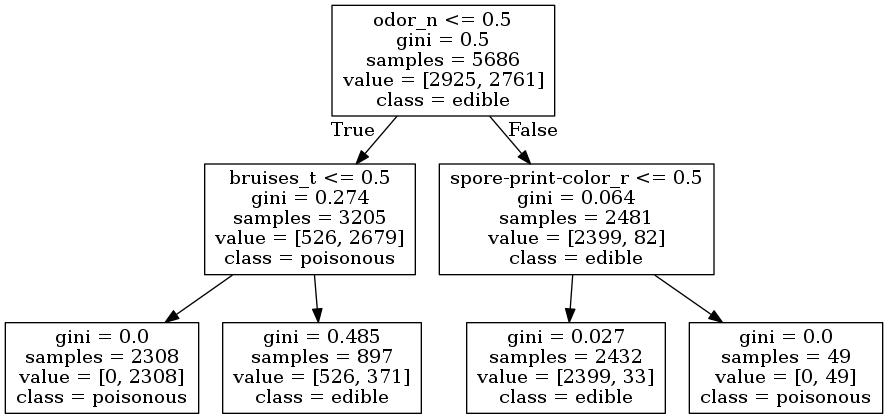 odor_n <= 0.5
gini = 0.5
samples = 5686
value = [2925, 2761]
class = edible
True
False
bruises_t <= 0.5
gini = 0.274
samples = 3205
value = [526, 2679]
class = poisonous
spore-print-color_r <= 0.5
gini = 0.064
samples = 2481
value = [2399, 82]
class = edible
gini = 0.0
samples = 2308
value = [0, 2308]
class = poisonous
gini = 0.485
samples = 897
value = [526, 371]
class = edible
gini = 0.027
samples = 2432
value = [2399, 33]
class = edible
gini = 0.0
samples = 49
value = [0, 49]
class = poisonous